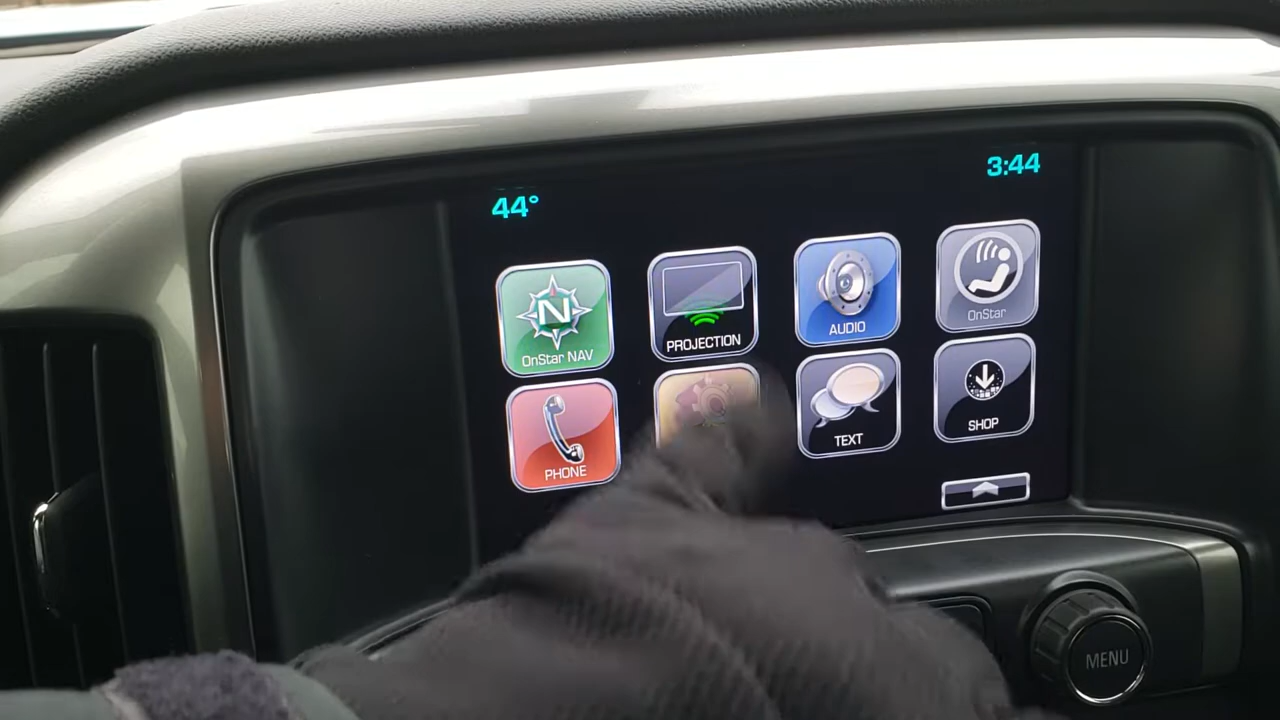 3:44
44°
N
OnStar NAV
PROJECTION
AUDIO
OnStar
PHONE
TEXT
SHOP
MENU